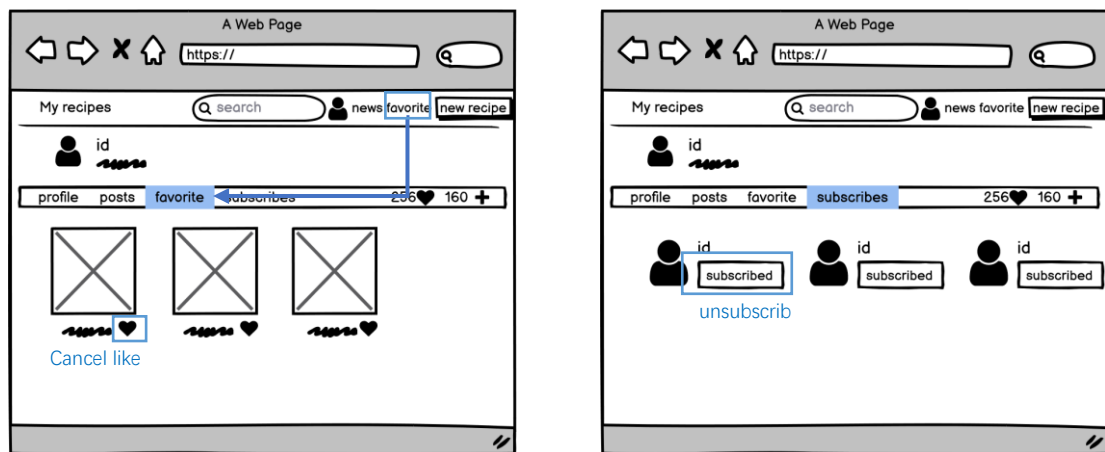 A Web Page
https://
My recipes search news favorite new recipe
id
profile posts favorite subscribes 256 160
Cancel like
A Web Page
https://
My recipes search news favorite new recipe
id
profile posts favorite subscribes 256 160
id id id
subscribed subscribed subscribed
unsubscrib